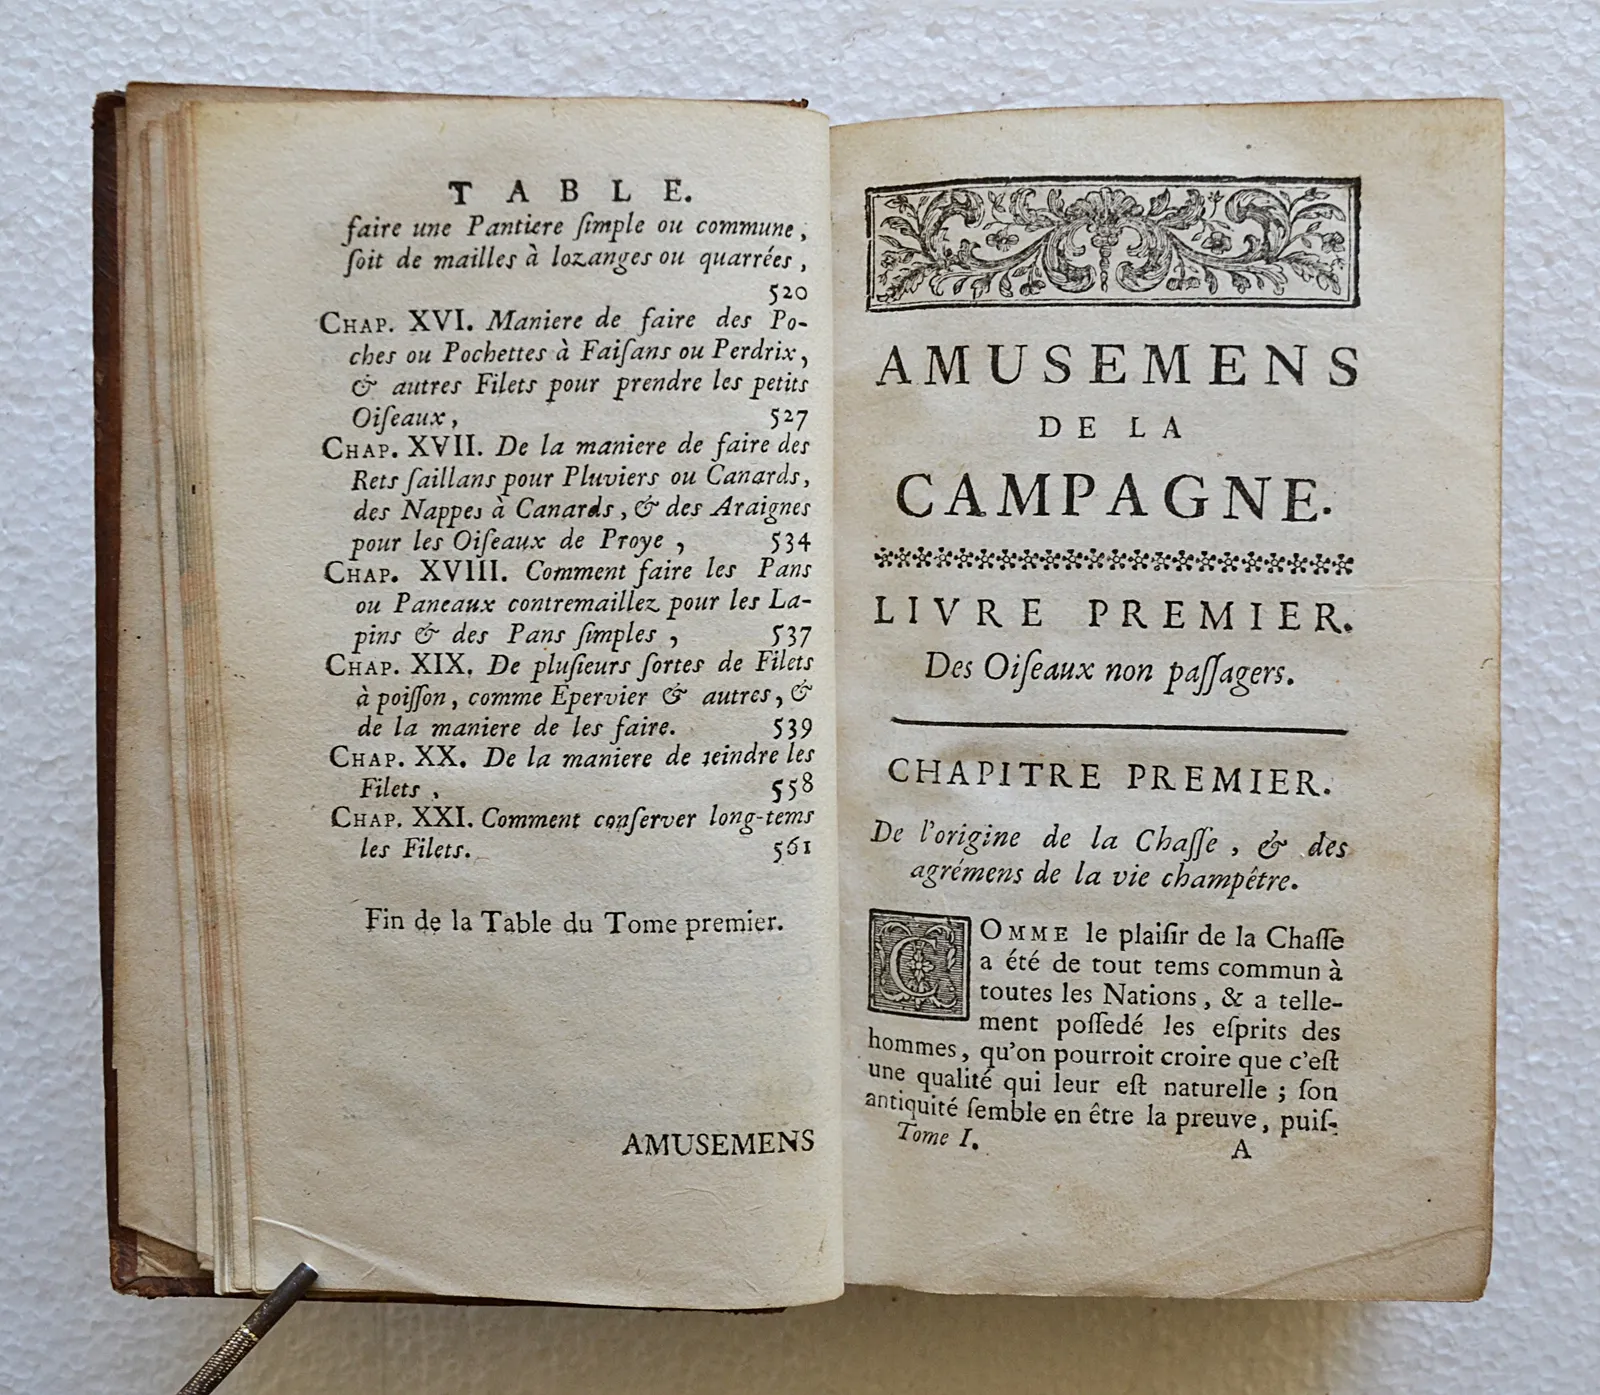 TABLE.
faire une Pantiere ſimple ou commune,
ſoit de mailles à lozanges ou quarrées,
520
CHAP. XVI. Maniere de faire des Po-
ches ou Pochettes à Faiſans ou Perdrix,
& autres Filets pour prendre les petits
Oiſeaux, 527
CHAP. XVII. De la maniere de faire des
Rets ſaillans pour Pluviers ou Canards,
des Nappes à Canards, & des Araignes
pour les Oiſeaux de Proye, 534
CHAP. XVIII. Comment faire les Pans
ou Paneaux contremaillez pour les La-
pins & des Pans ſimples, 537
CHAP. XIX. De pluſieurs ſortes de Filets
à poiſſon, comme Epervier & autres, &
de la maniere de les faire. 539
CHAP. XX. De la maniere de teindre les
Filets, 558
CHAP. XXI. Comment conſerver long-tems
les Filets. 561
Fin de la Table du Tome premier.
AMUSEMENS
AMUSEMENS
DE LA
CAMPAGNE.
LIVRE PREMIER.
Des Oiſeaux non paſſagers.
CHAPITRE PREMIER.
De l'origine de la Chaſſe, & des
agrémens de la vie champêtre.
COMME le plaiſir de la Chaſſe
a été de tout tems commun à
toutes les Nations, & a telle-
ment poſſedé les eſprits des
hommes, qu'on pourroit croire que c'eſt
une qualité qui leur eſt naturelle ; ſon
antiquité ſemble en être la preuve, puiſ-
Tome I. A